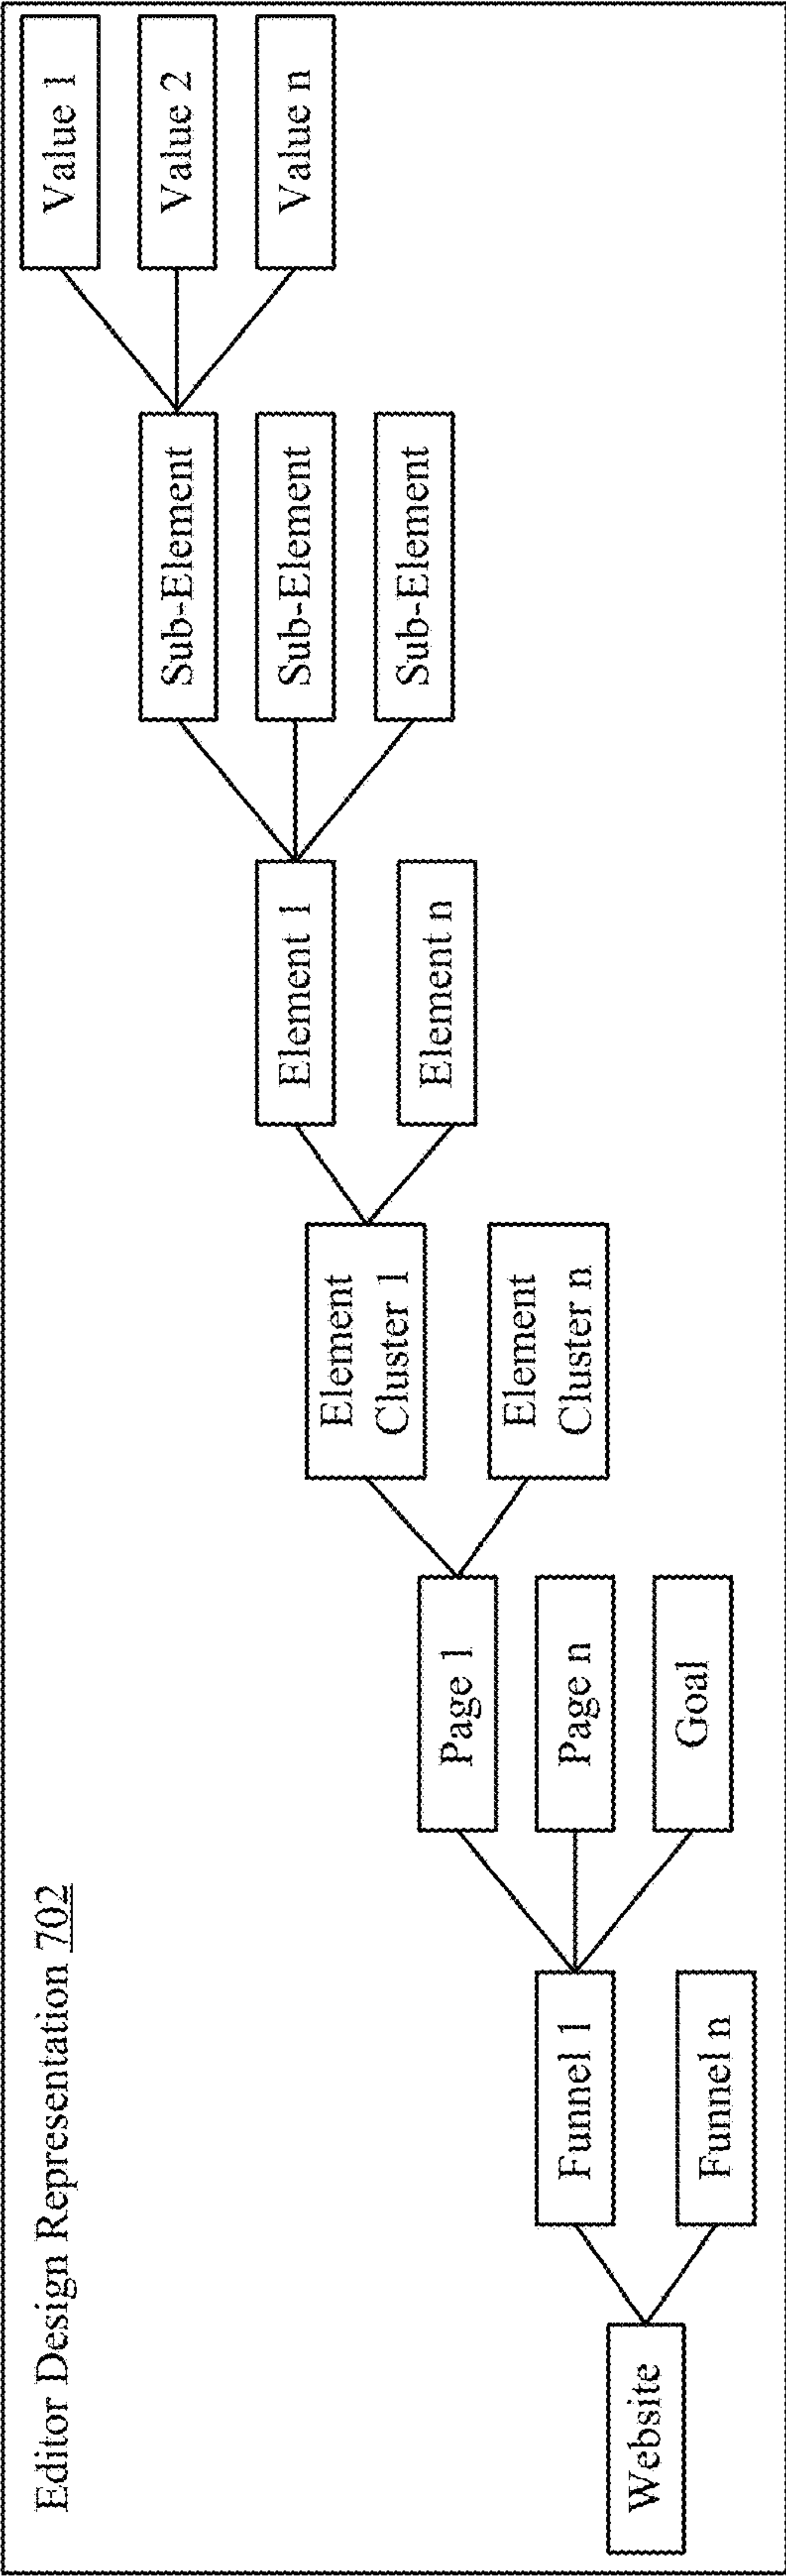 Editor Design Representation 702
Website
Funnel 1
Funnel n
Page 1
Page n
Goal
Element
Cluster 1
Element
Cluster n
Element 1
Element n
Sub-Element
Sub-Element
Sub-Element
Value 1
Value 2
Value n